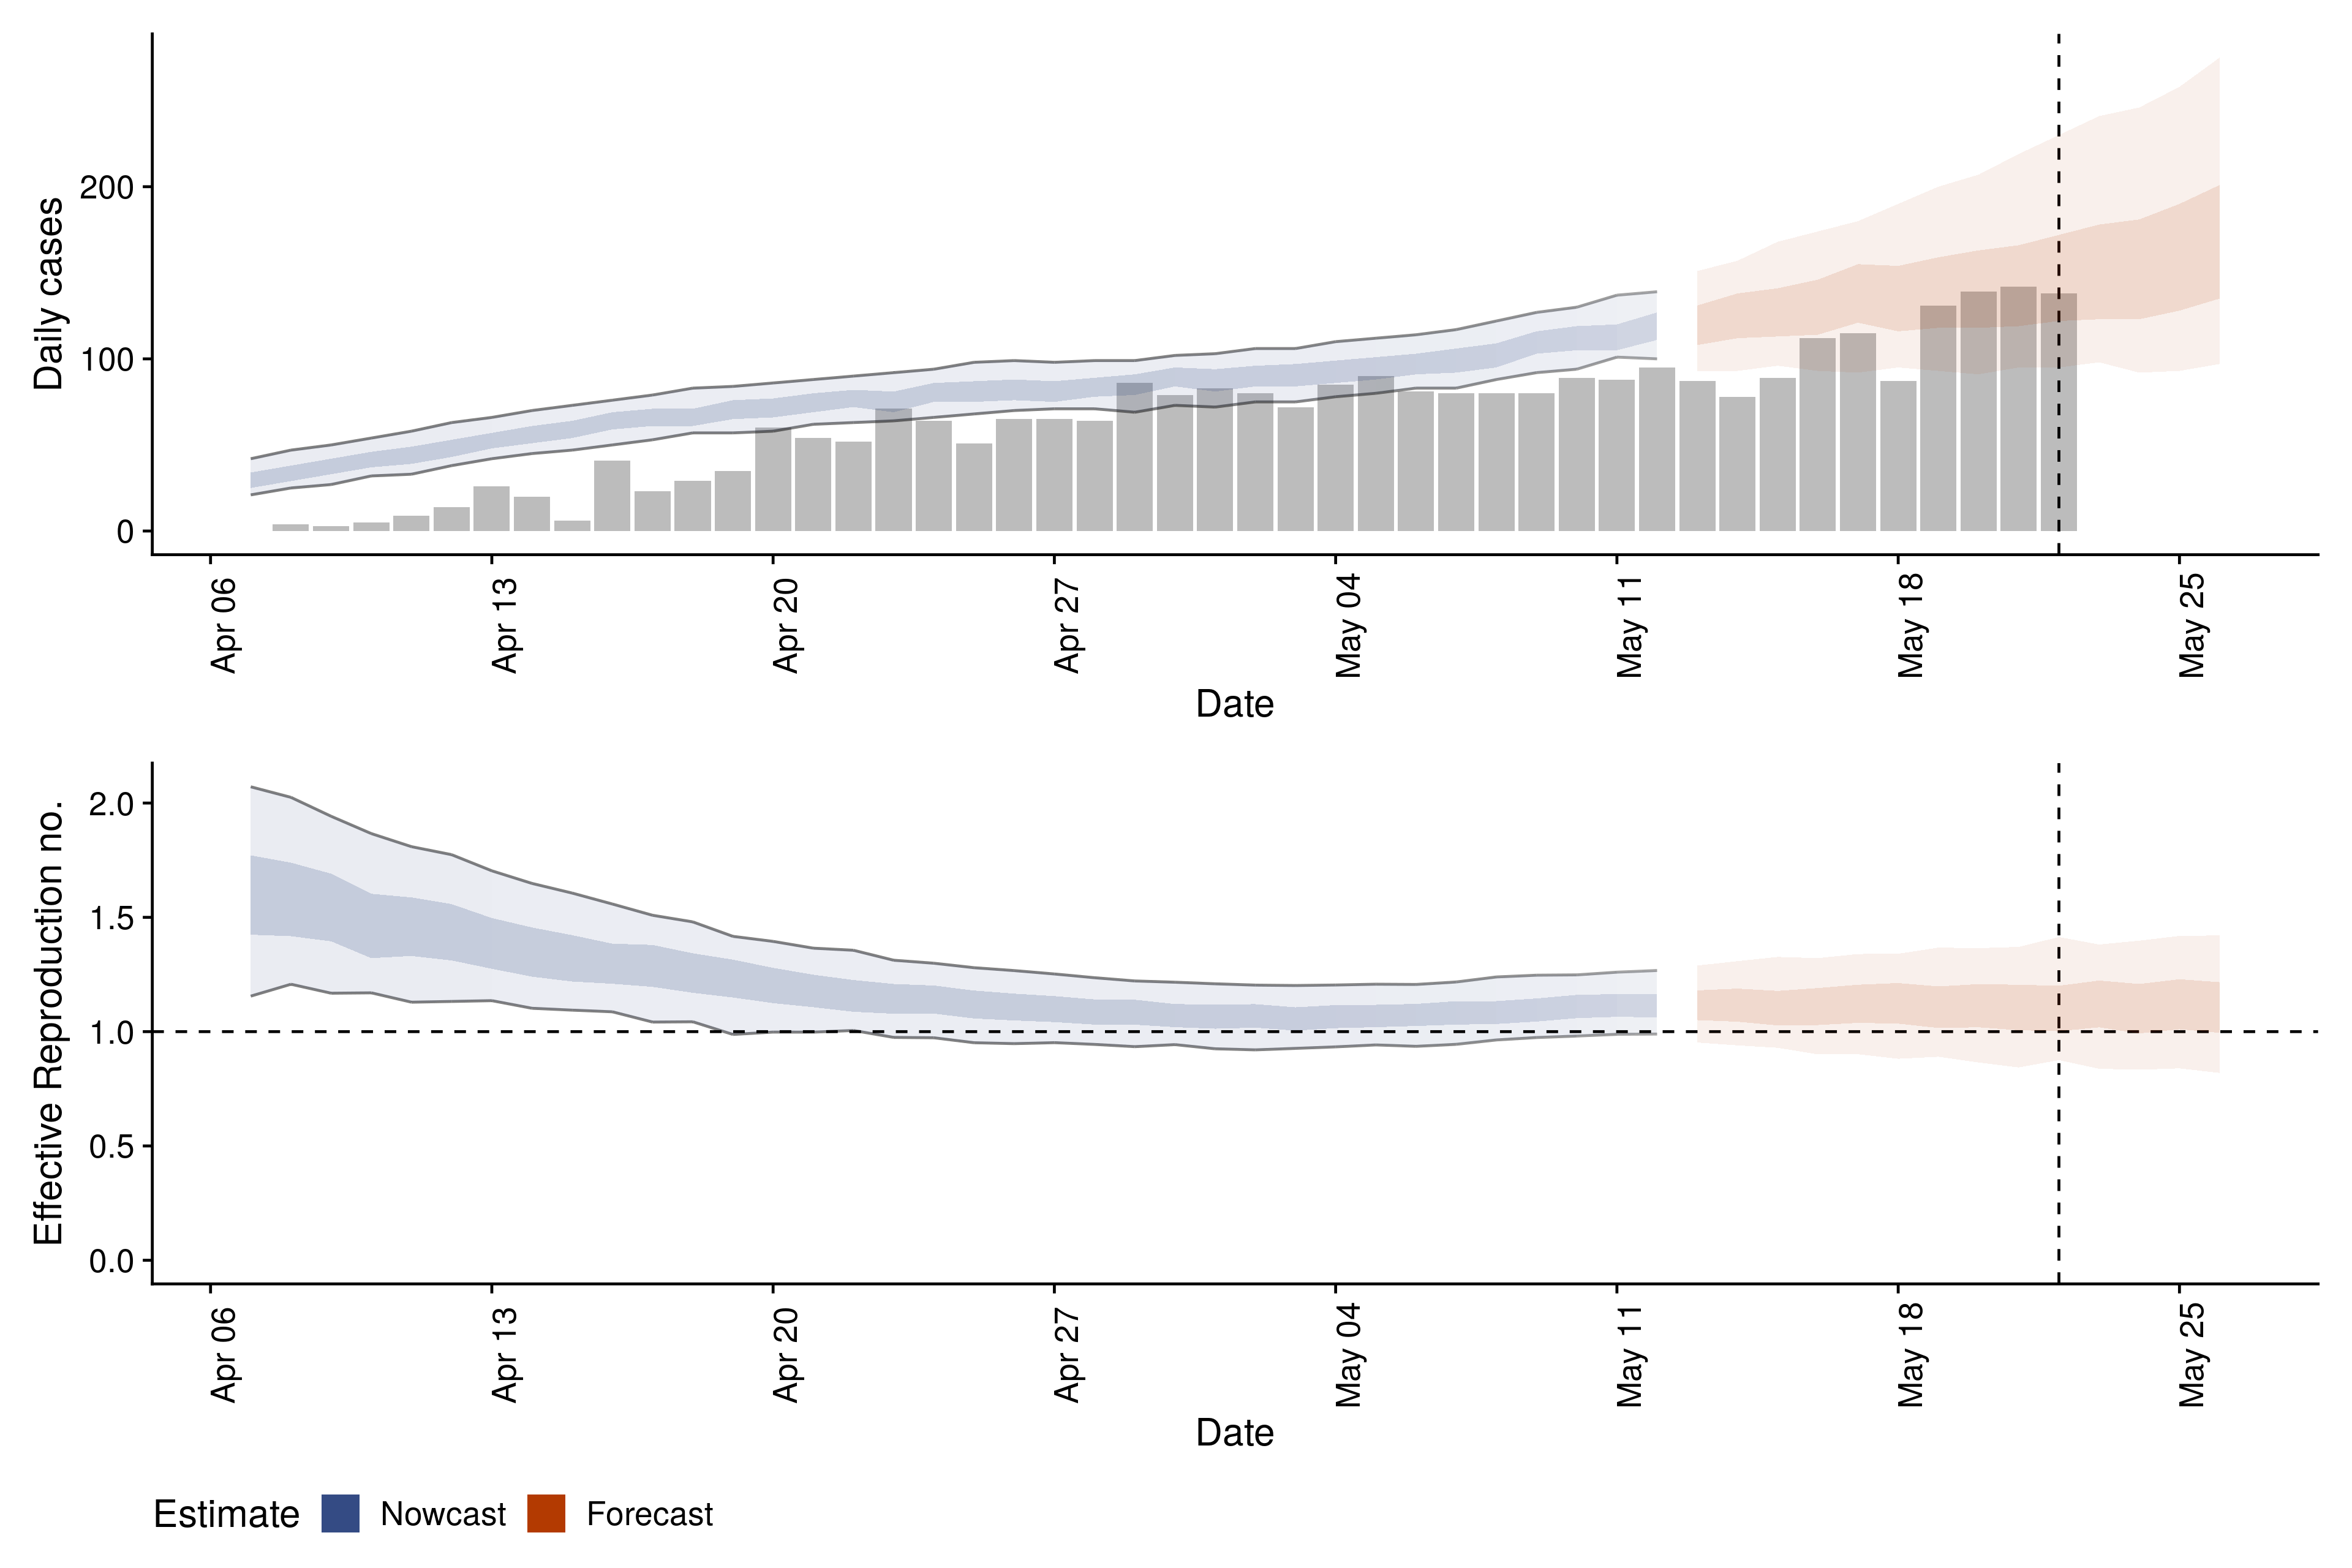 Daily cases
200
100
0
Apr 06 Apr 13 Apr 20 Apr 27 May 04 May 11 May 18 May 25
Date
Effective Reproduction no.
2.0
1.5
1.0
0.5
0.0
Apr 06 Apr 13 Apr 20 Apr 27 May 04 May 11 May 18 May 25
Date
Estimate Nowcast Forecast